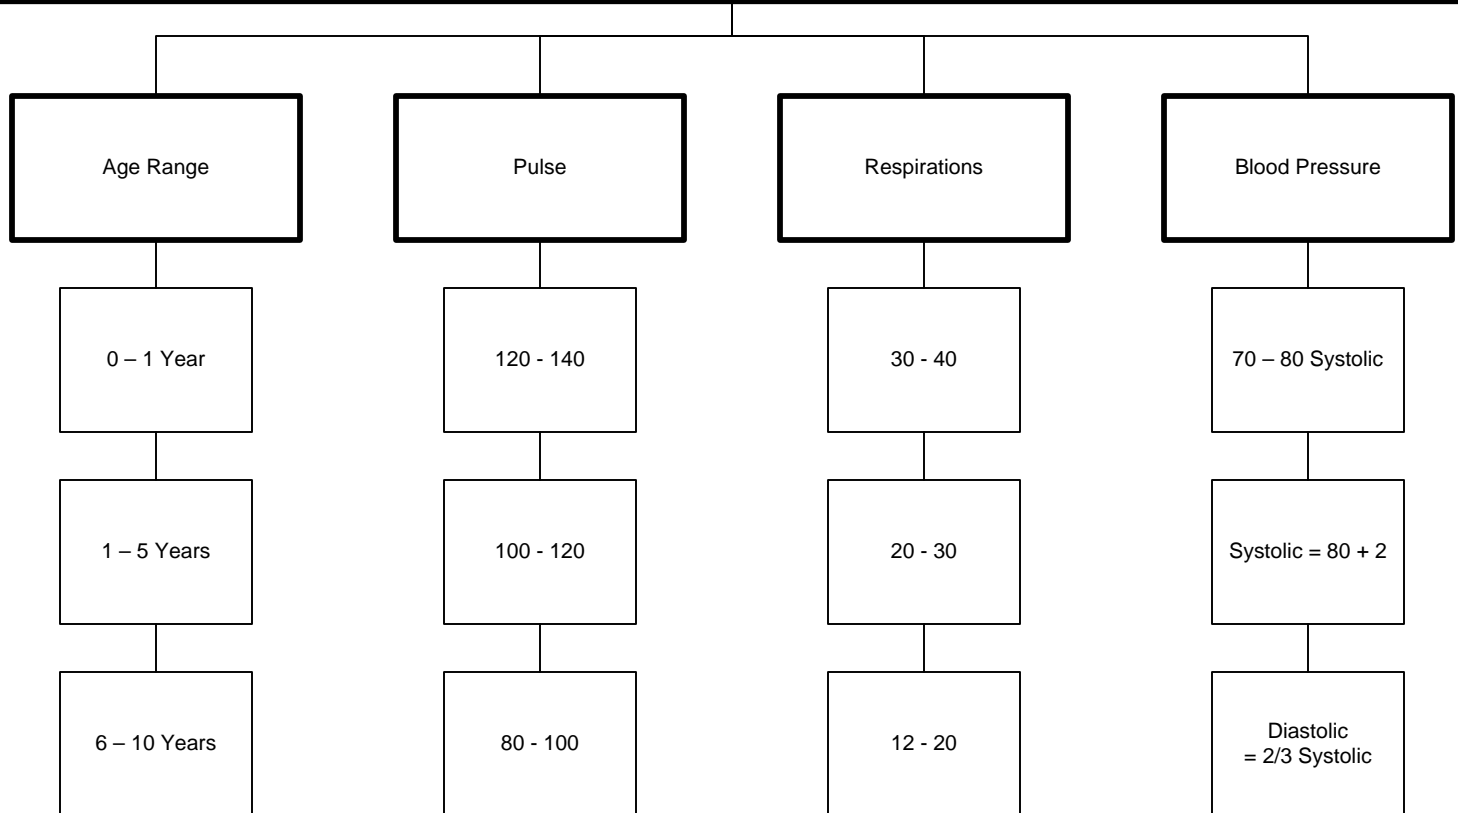 Age Range
Pulse
Respirations
Blood Pressure
0 – 1 Year
120 - 140
30 - 40
70 – 80 Systolic
1 – 5 Years
100 - 120
20 - 30
Systolic = 80 + 2
6 – 10 Years
80 - 100
12 - 20
Diastolic
= 2/3 Systolic